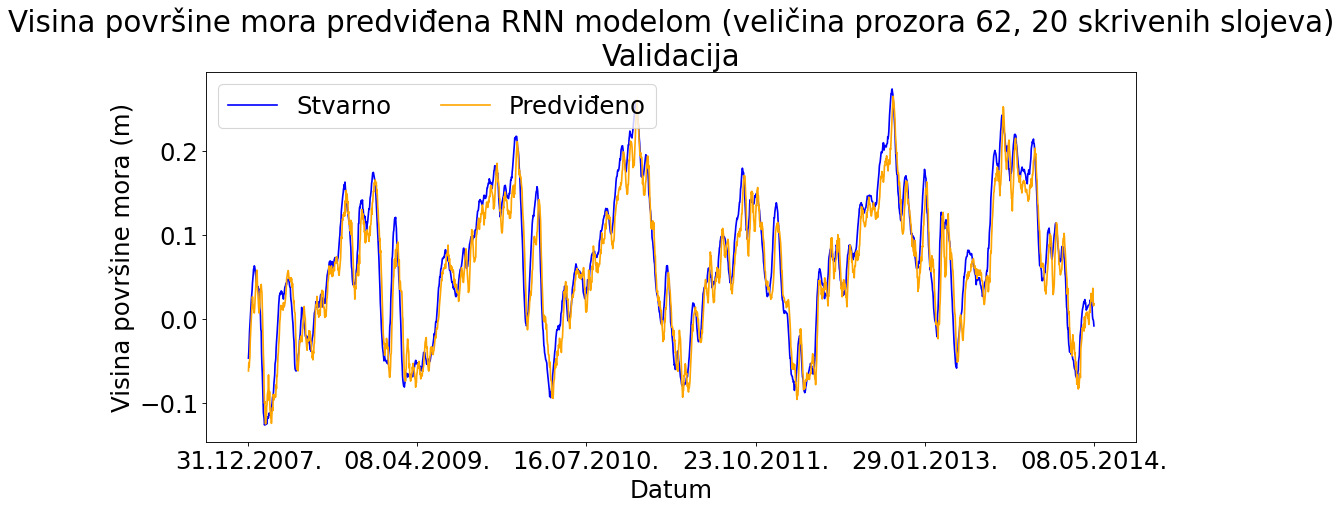 Visina površine mora predviđena RNN modelom (veličina prozora 62, 20 skrivenih slojeva)
Validacija
Stvarno Predviđeno
Visina površine mora (m)
0.2
0.1
0.0
−0.1
31.12.2007. 08.04.2009. 16.07.2010. 23.10.2011. 29.01.2013. 08.05.2014.
Datum